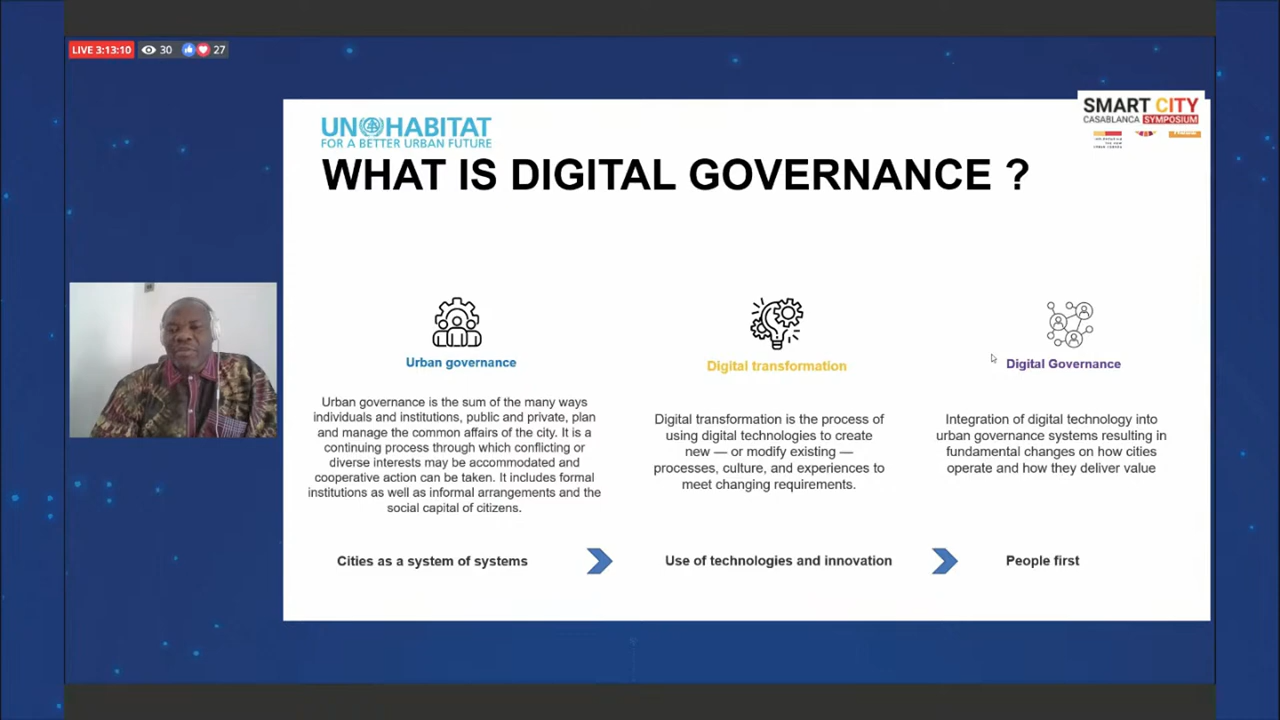 LIVE 3:13:10 30 27
SMART CITY
CASABLANCA SYMPOSIUM
UN HABITAT
FOR A BETTER URBAN FUTURE
WHAT IS DIGITAL GOVERNANCE ?
Urban governance
Urban governance is the sum of the many ways
individuals and institutions, public and private, plan
and manage the common affairs of the city. It is a
continuing process through which conflicting or
diverse interests may be accommodated and
cooperative action can be taken. It includes formal
institutions as well as informal arrangements and the
social capital of citizens.
Digital transformation
Digital transformation is the process of
using digital technologies to create
new — or modify existing —
processes, culture, and experiences to
meet changing requirements.
Digital Governance
Integration of digital technology into
urban governance systems resulting in
fundamental changes on how cities
operate and how they deliver value
Cities as a system of systems
Use of technologies and innovation
People first